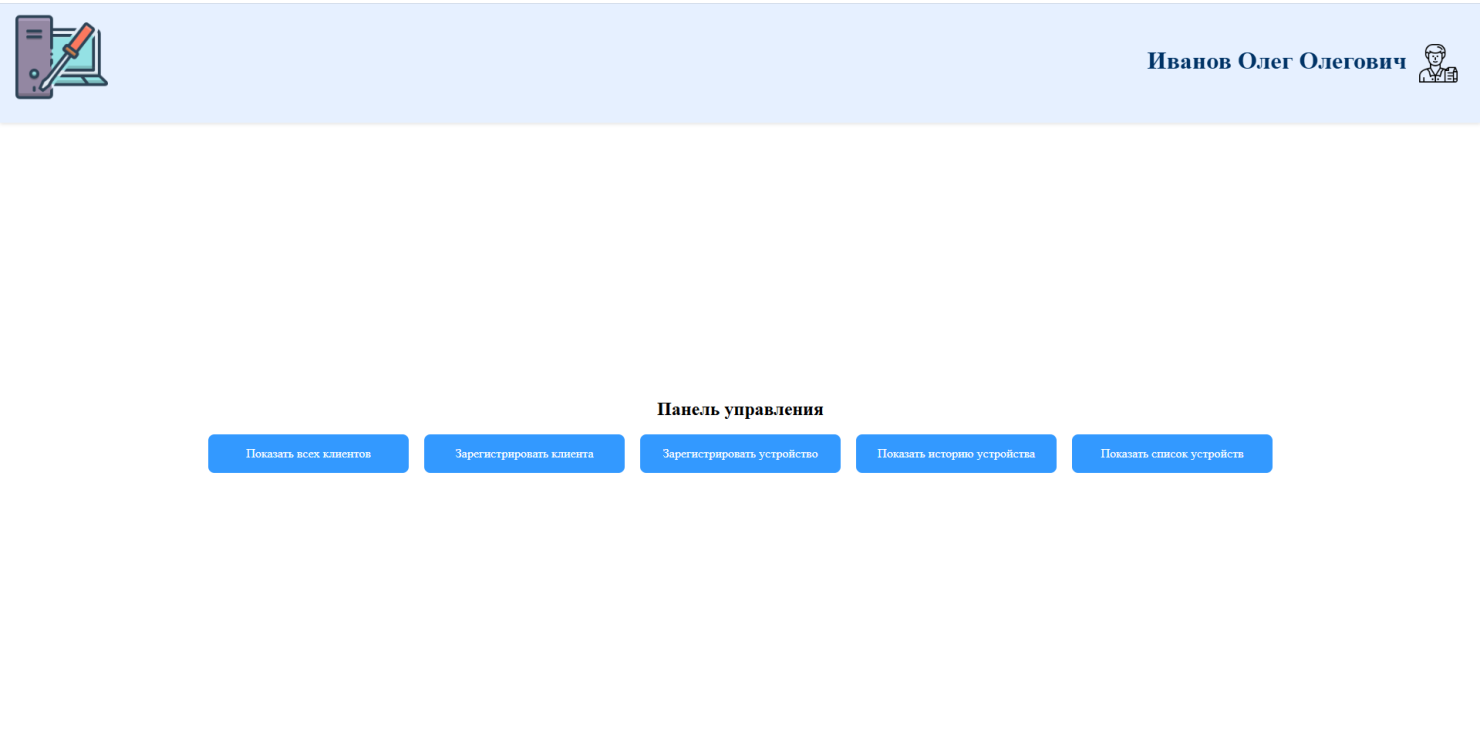 Иванов Олег Олегович
Панель управления
Показать всех клиентов
Зарегистрировать клиента
Зарегистрировать устройство
Показать историю устройства
Показать список устройств